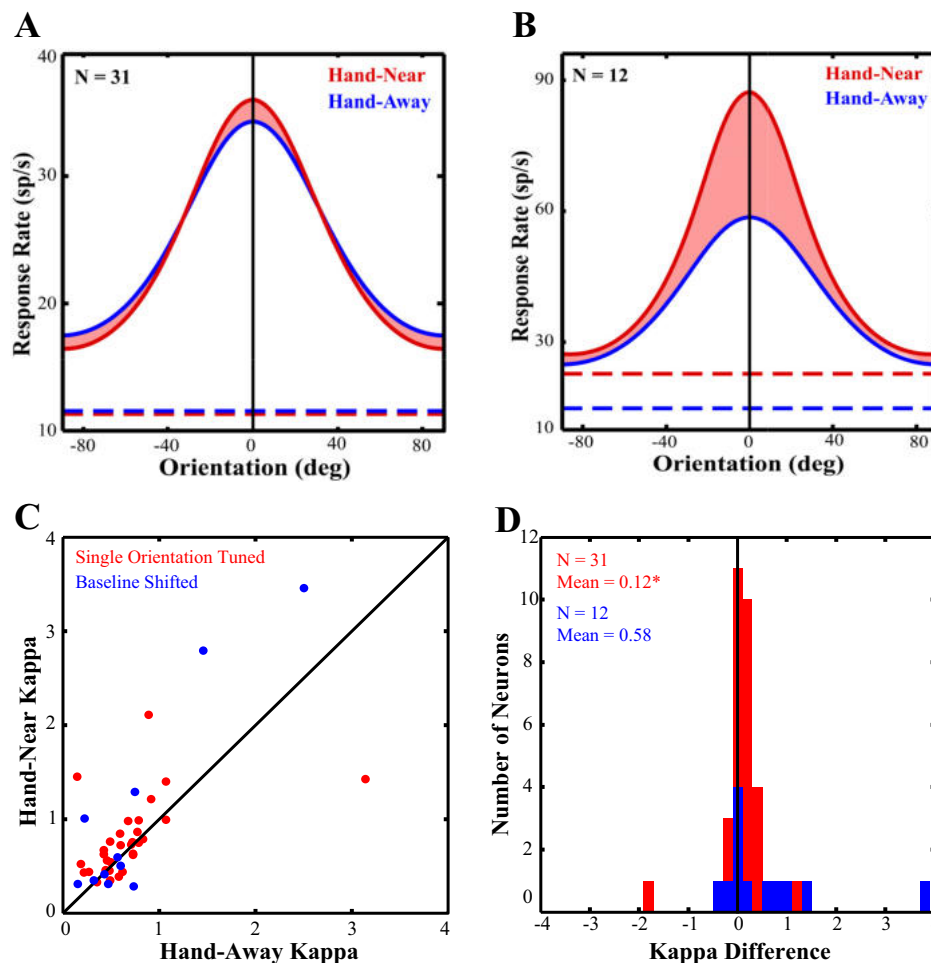 A
40
30
20
10
N = 31
Hand-Near
Hand-Away
Response Rate (sp/s)
-80
-40
0
40
80
Orientation (deg)
B
90
60
30
10
N = 12
Hand-Near
Hand-Away
Response Rate (sp/s)
-80
-40
0
40
80
Orientation (deg)
C
4
3
2
1
0
Single Orientation Tuned
Baseline Shifted
Hand-Near Kappa
0
1
2
3
4
Hand-Away Kappa
D
12
10
8
6
4
2
0
N = 31
Mean = 0.12*
N = 12
Mean = 0.58
Number of Neurons
-4
-3
-2
-1
0
1
2
3
Kappa Difference